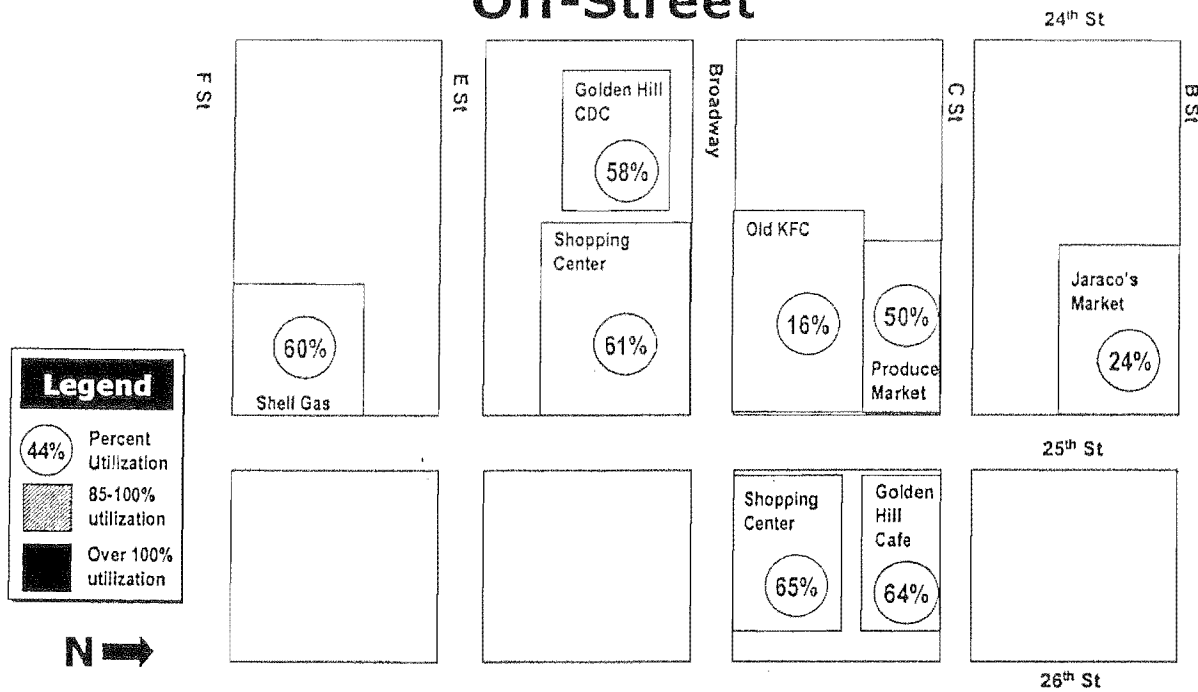 Off-Street
24th St
F St
E St
Broadway
C St
B St
Golden Hill
CDC
58%
Shopping
Center
61%
Old KFC
16%
50%
Produce
Market
Jaraco's
Market
24%
60%
Shell Gas
Legend
44%
Percent
Utilization
85-100%
utilization
Over 100%
utilization
25th St
Shopping
Center
65%
Golden
Hill
Cafe
64%
N
26th St